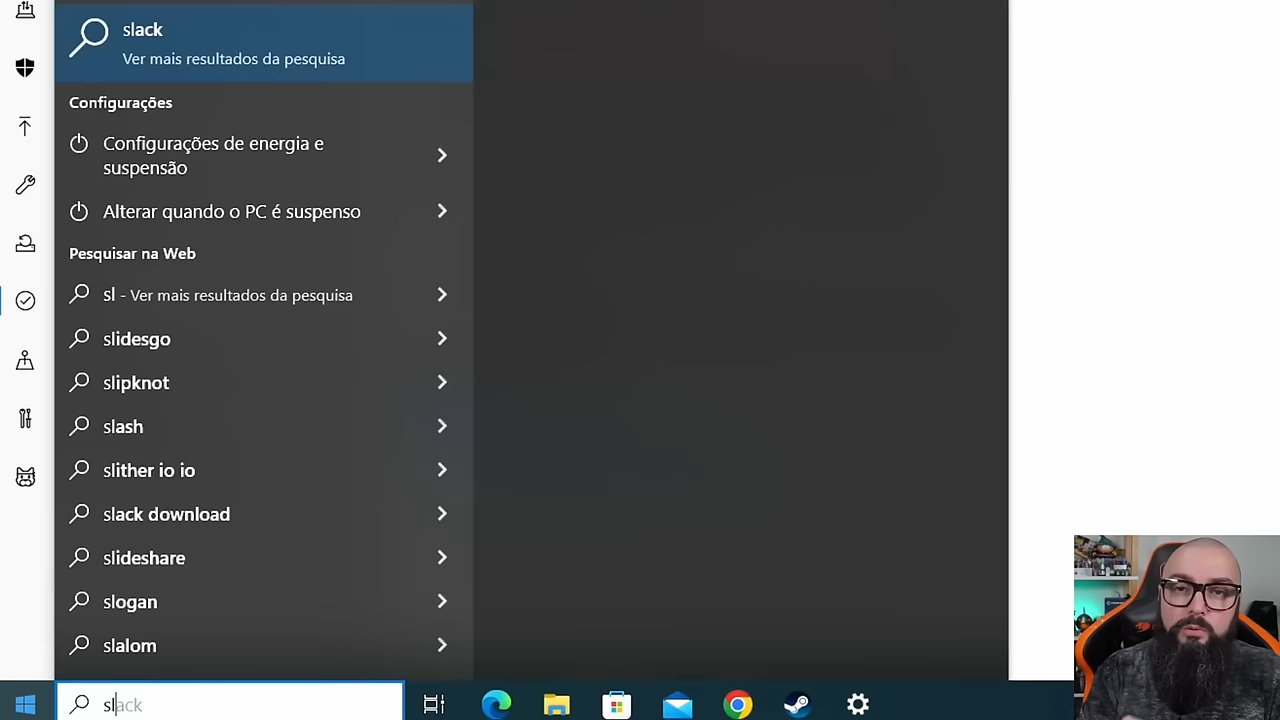 slack
Ver mais resultados da pesquisa
Configurações
Configurações de energia e
suspensão
Alterar quando o PC é suspenso
Pesquisar na Web
sl - Ver mais resultados da pesquisa
slidesgo
slipknot
slash
slither io io
slack download
slideshare
slogan
slalom
slack